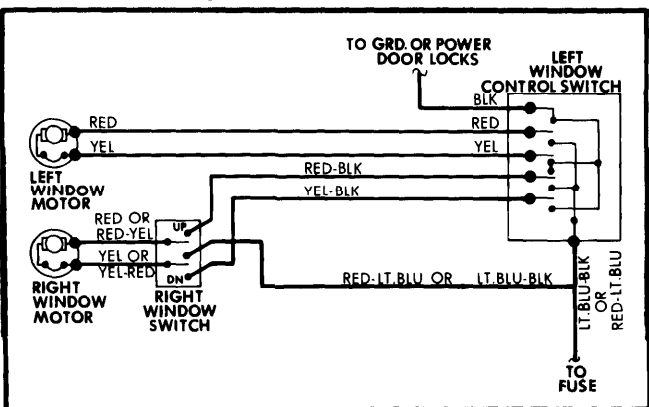 TO GRD. OR POWER
DOOR LOCKS
LEFT
WINDOW
CONTROL SWITCH
BLK
RED
RED
YEL
YEL
LEFT
WINDOW
MOTOR
RED-BLK
YEL-BLK
RED OR
RED-YEL
UP
YEL OR
YEL-RED
DN
RIGHT
WINDOW
MOTOR
RIGHT
WINDOW
SWITCH
RED-LT.BLU OR LT.BLU-BLK
LT.BLU-BLK
OR
RED-LT.BLU
TO
FUSE